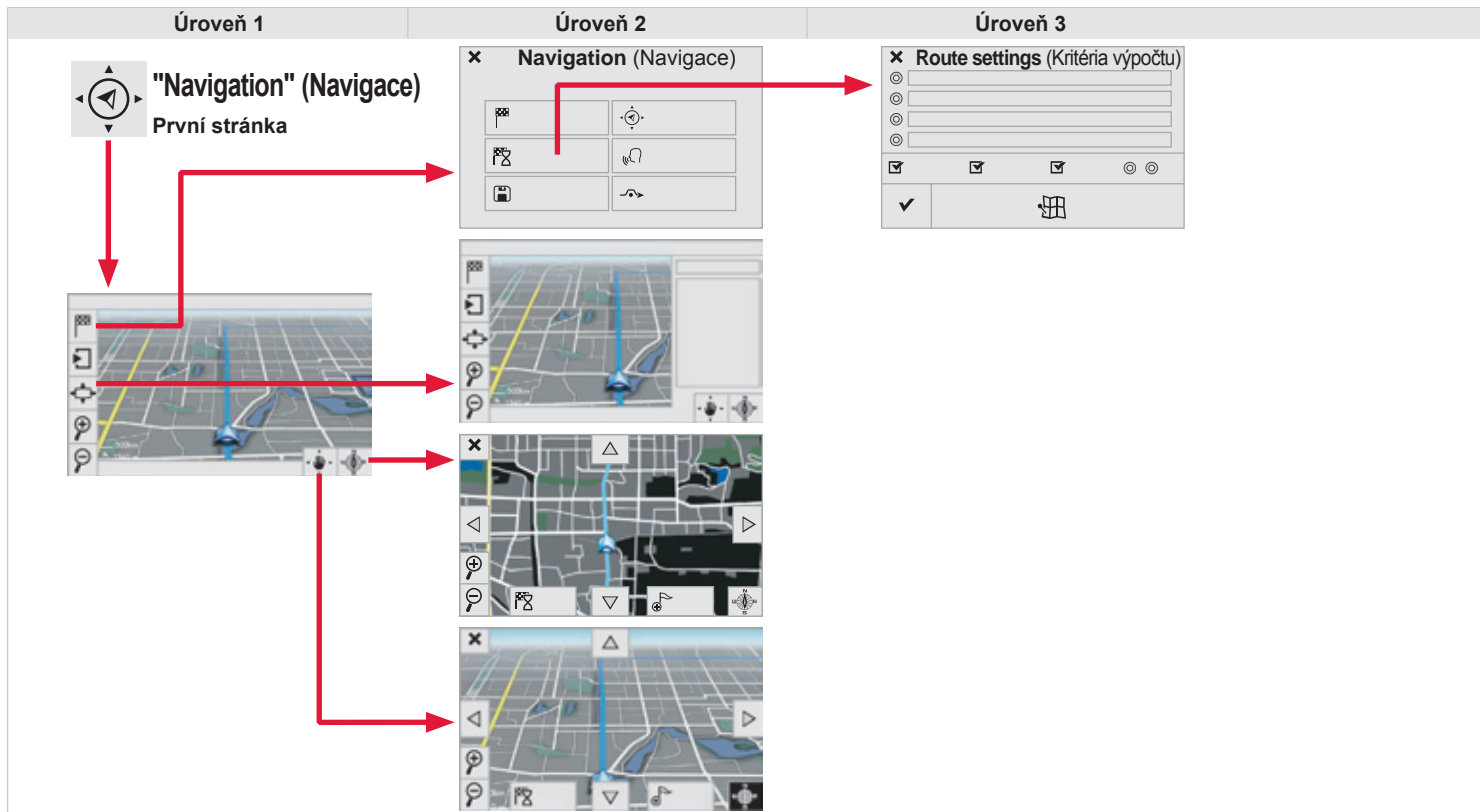 Úroveň 1
Úroveň 2
Úroveň 3
"Navigation" (Navigace)
První stránka
Navigation (Navigace)
Route settings (Kritéria výpočtu)